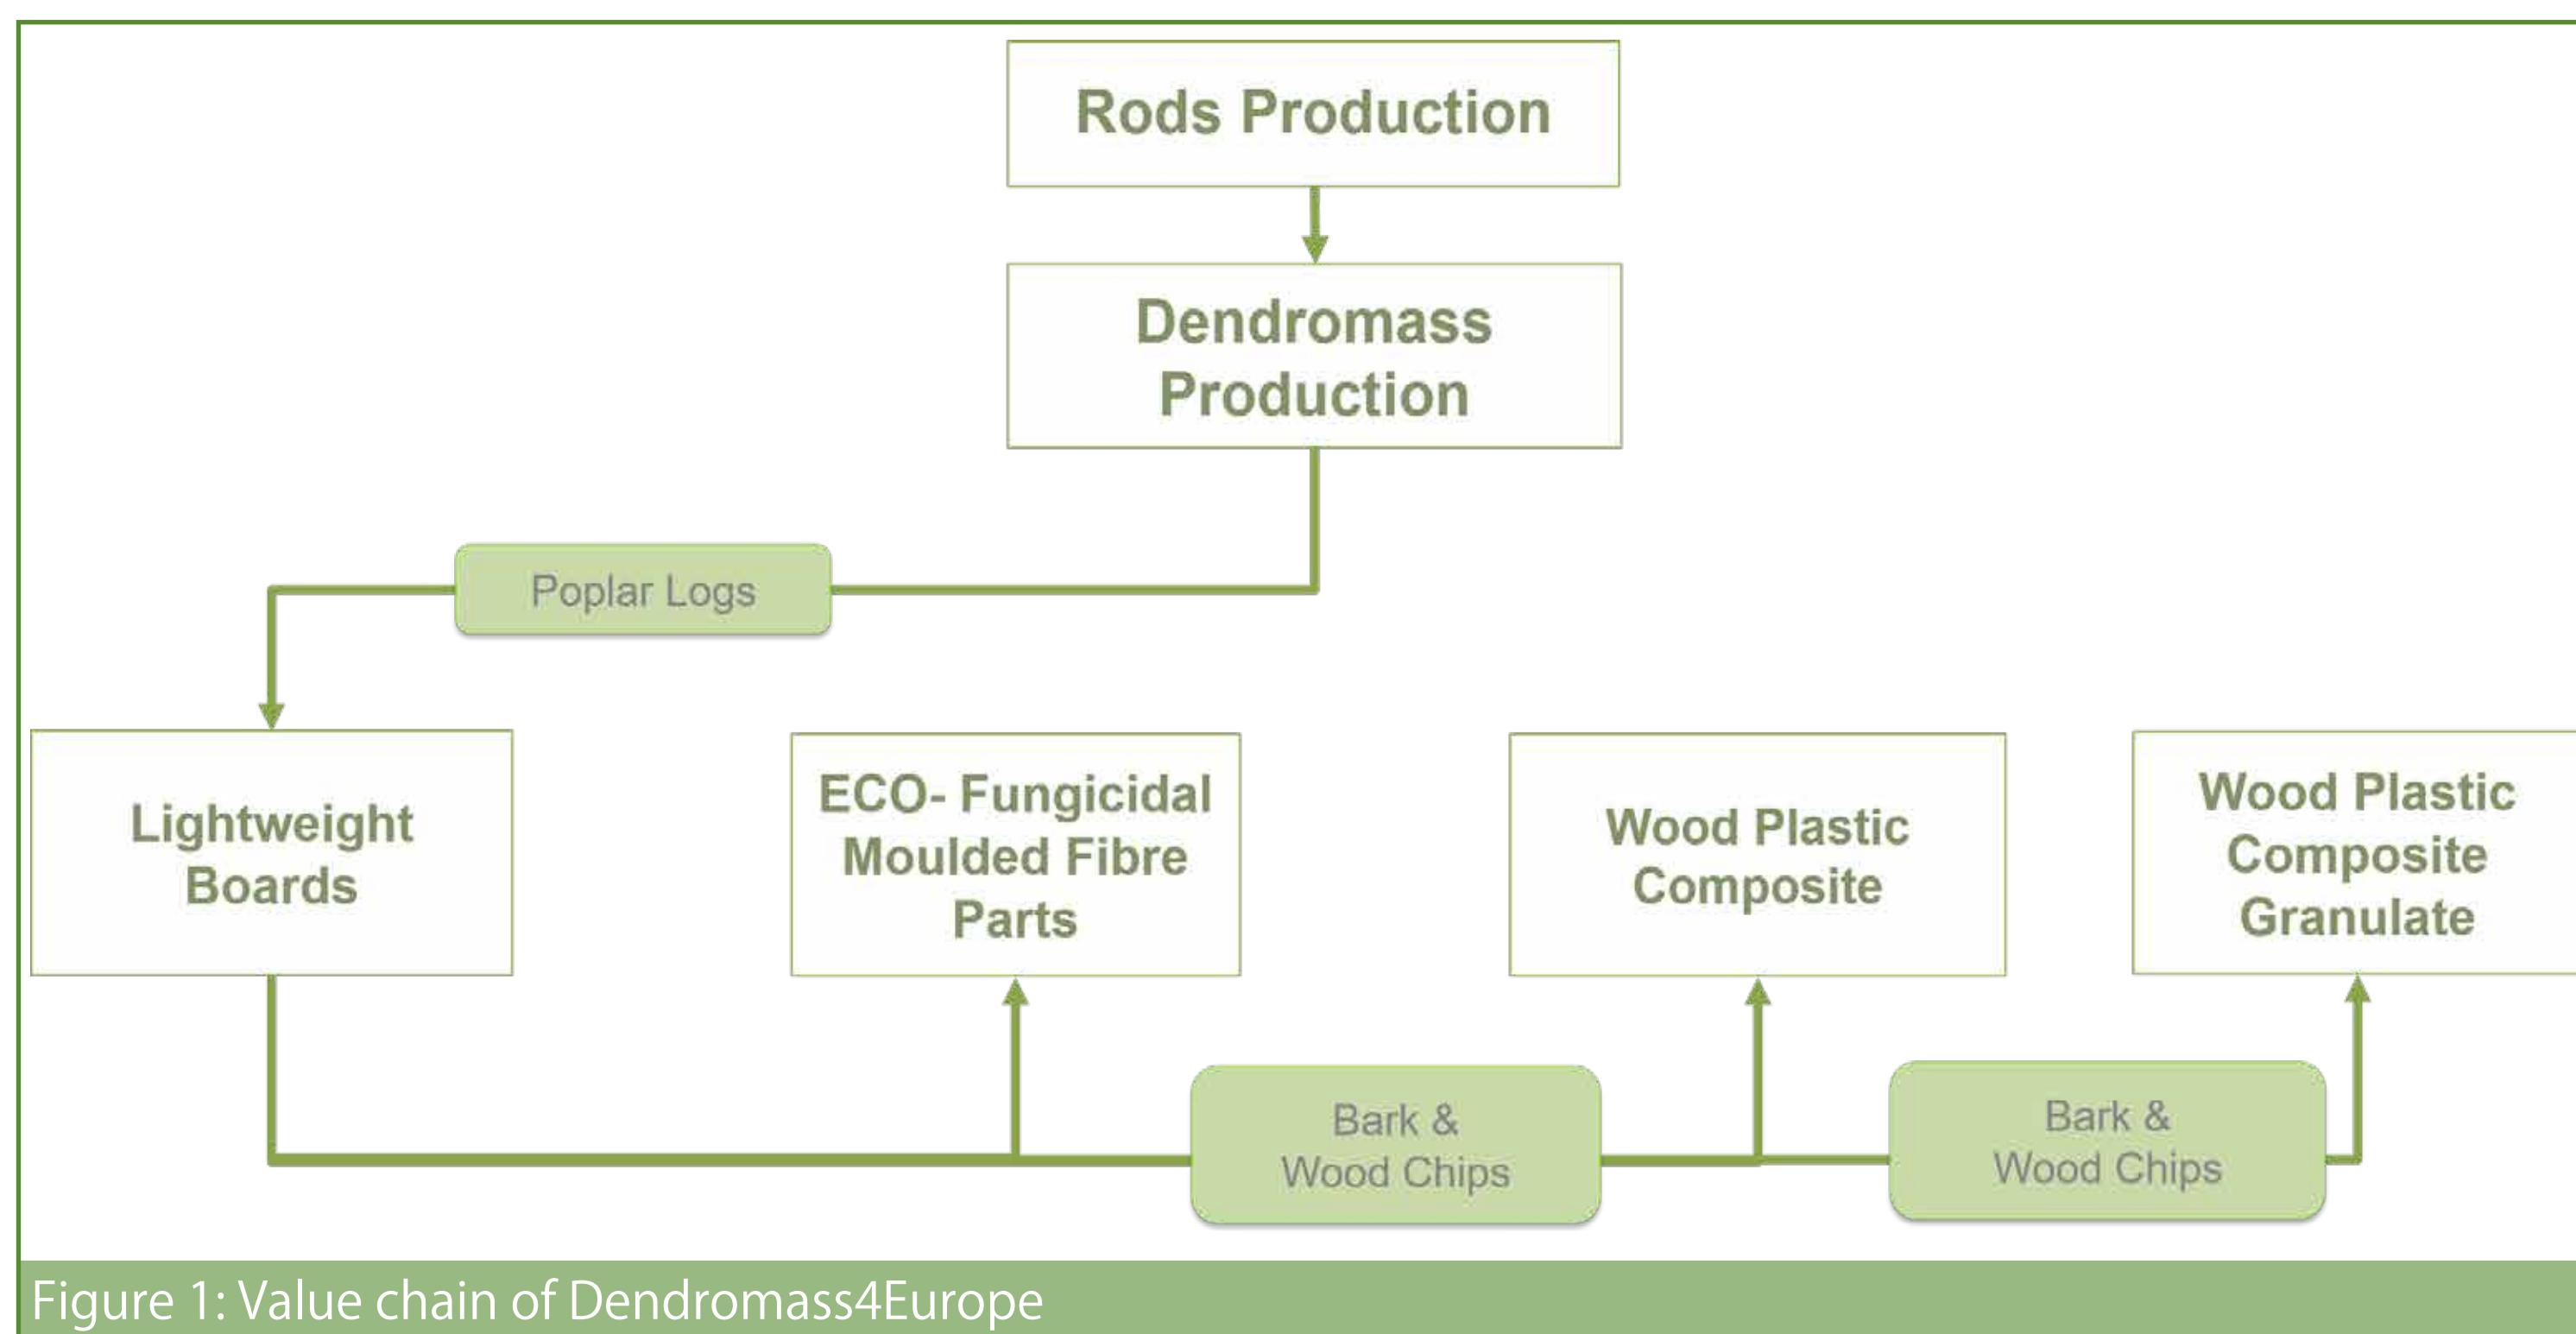 Rods Production
Dendromass
Production
Poplar Logs
Lightweight
Boards
ECO- Fungicidal
Moulded Fibre
Parts
Wood Plastic
Composite
Wood Plastic
Composite
Granulate
Bark &
Wood Chips
Bark &
Wood Chips
Figure 1: Value chain of Dendromass4Europe